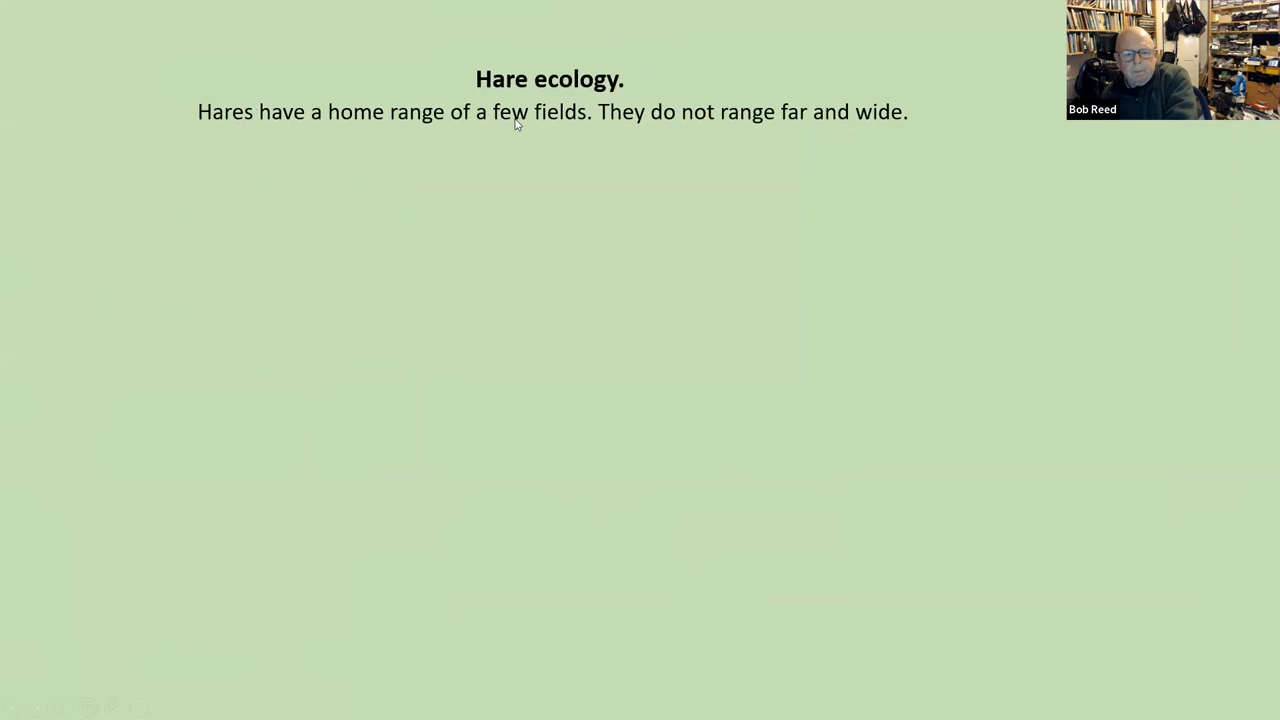 Hare ecology.
Hares have a home range of a few fields. They do not range far and wide.
Bob Reed